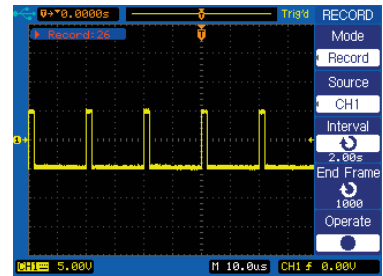 0.0000s Trig'd RECORD
Record:26
Mode
Record
Source
CH1
Interval
2.00s
End Frame
1000
Operate
CH1 5.00V M 10.0us CH1 0.00V